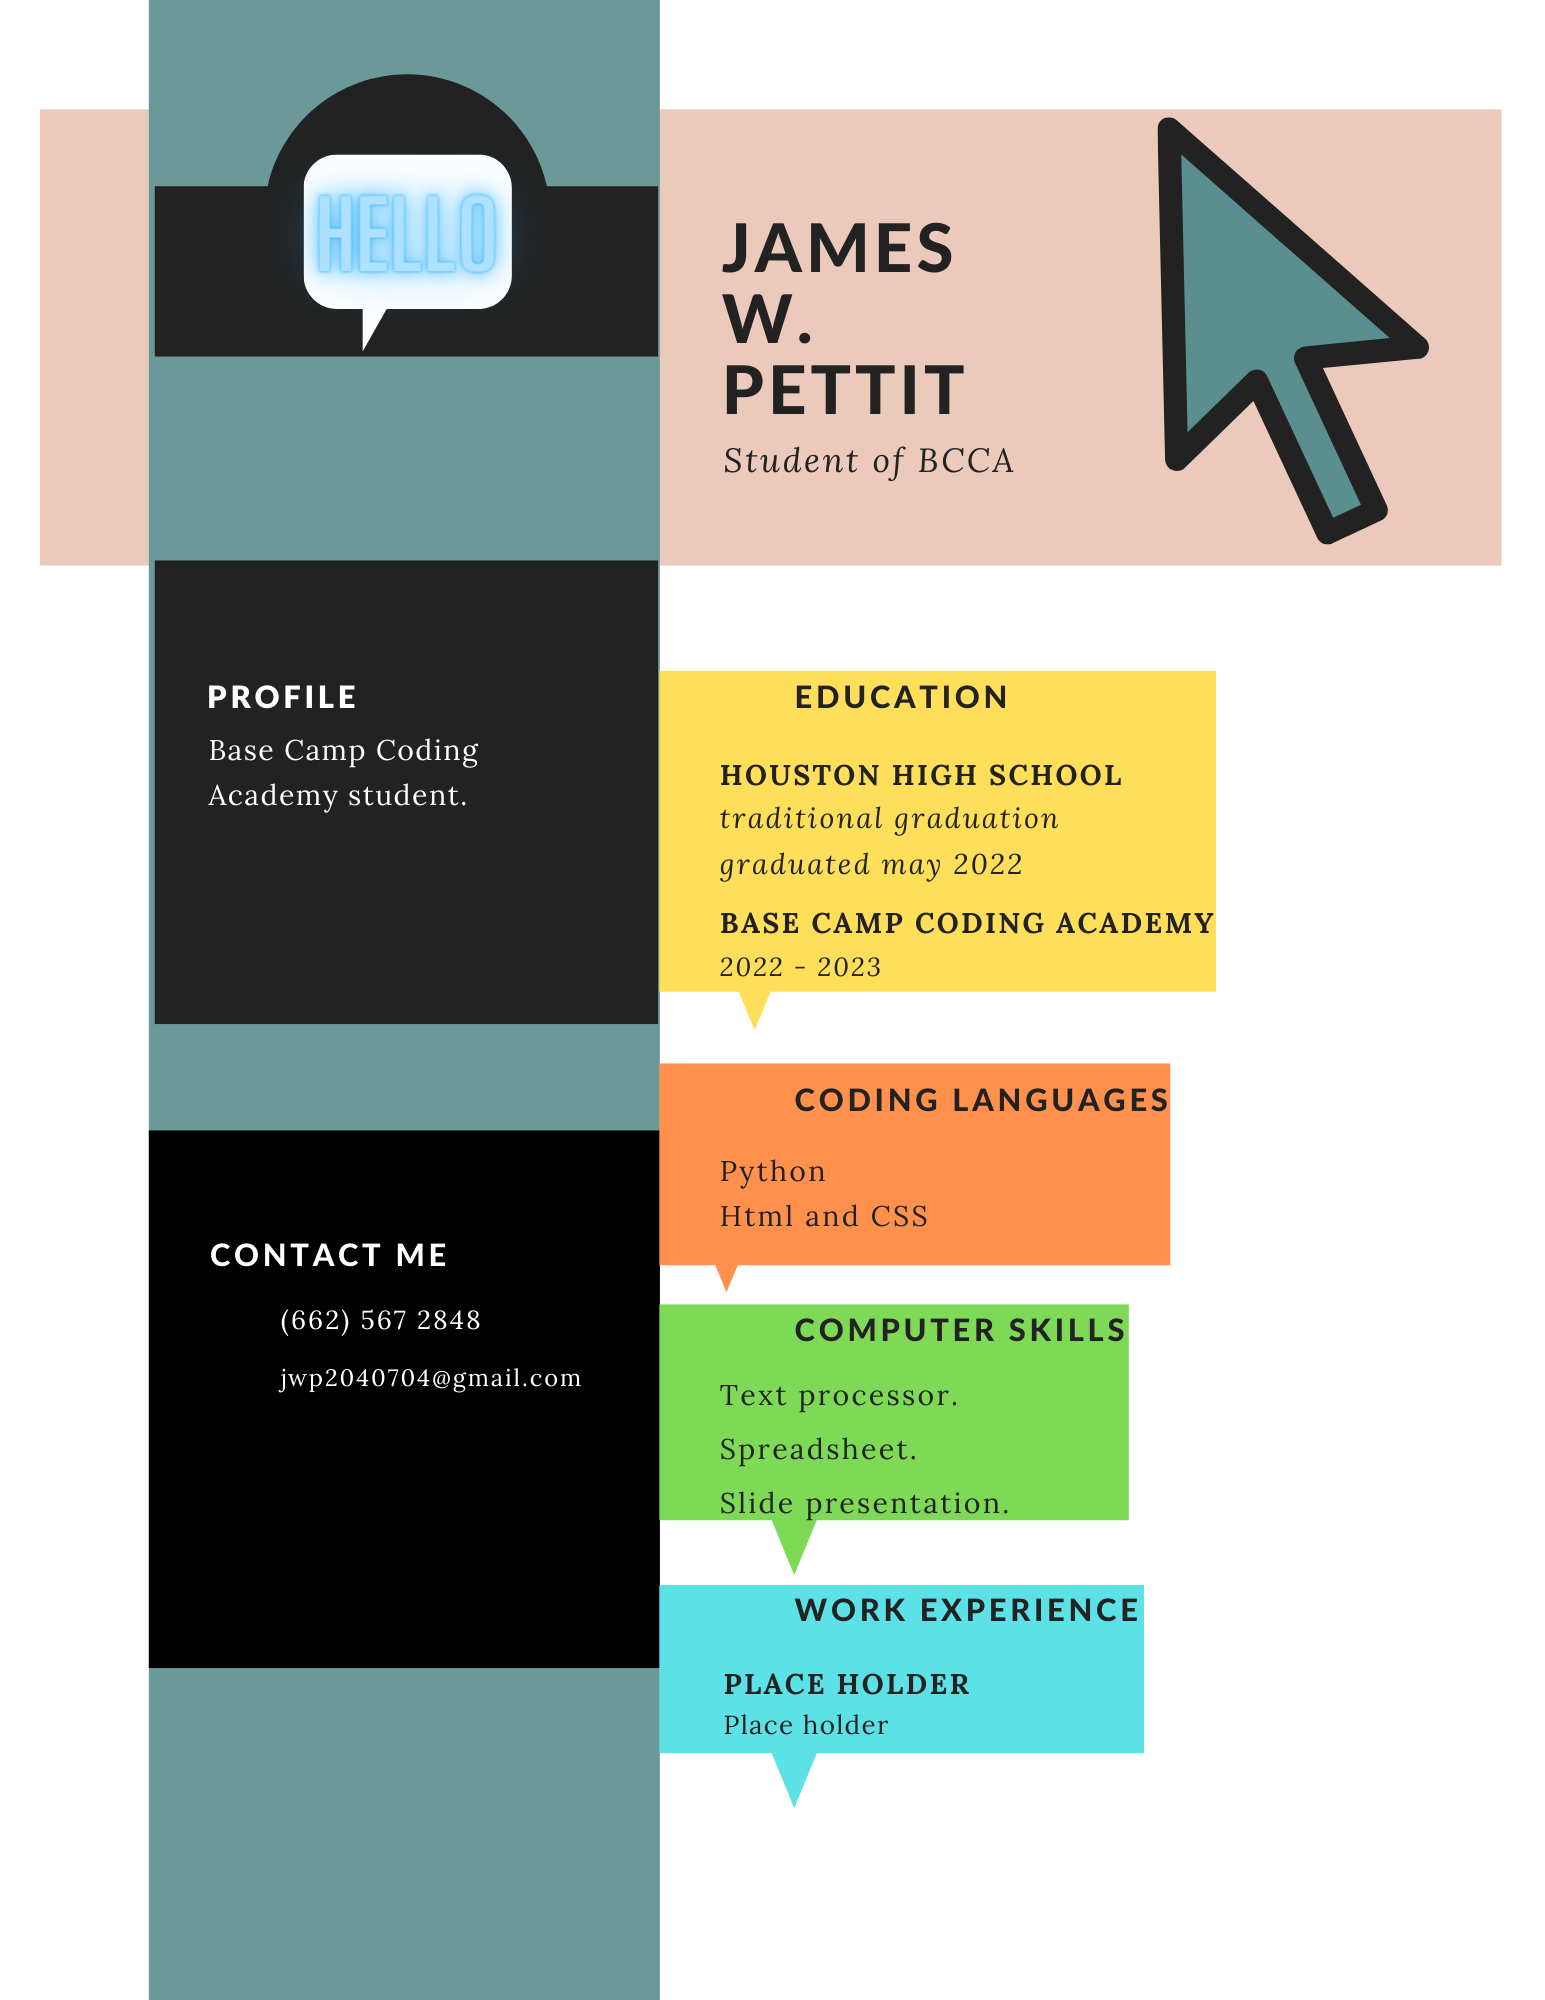 HELLO
JAMES
W.
PETTIT
Student of BCCA
PROFILE
Base Camp Coding
Academy student.
CONTACT ME
(662) 567 2848
jwp2040704@gmail.com
EDUCATION
HOUSTON HIGH SCHOOL
traditional graduation
graduated may 2022
BASE CAMP CODING ACADEMY
2022 - 2023
CODING LANGUAGES
Python
Html and CSS
COMPUTER SKILLS
Text processor.
Spreadsheet.
Slide presentation.
WORK EXPERIENCE
PLACE HOLDER
Place holder